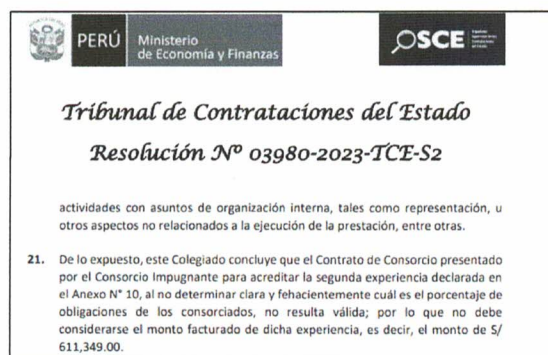 PERÚ
Ministerio
de Economía y Finanzas
OSCE
Tribunal de Contrataciones del Estado
Resolución Nº 03980-2023-TCE-S2
actividades con asuntos de organización interna, tales como representación, u
otros aspectos no relacionados a la ejecución de la prestación, entre otras.
21. De lo expuesto, este Colegiado concluye que el Contrato de Consorcio presentado
por el Consorcio Impugnante para acreditar la segunda experiencia declarada en
el Anexo N° 10, al no determinar clara y fehacientemente cuál es el porcentaje de
obligaciones de los consorciados, no resulta válida; por lo que no debe
considerarse el monto facturado de dicha experiencia, es decir, el monto de S/
611,349.00.